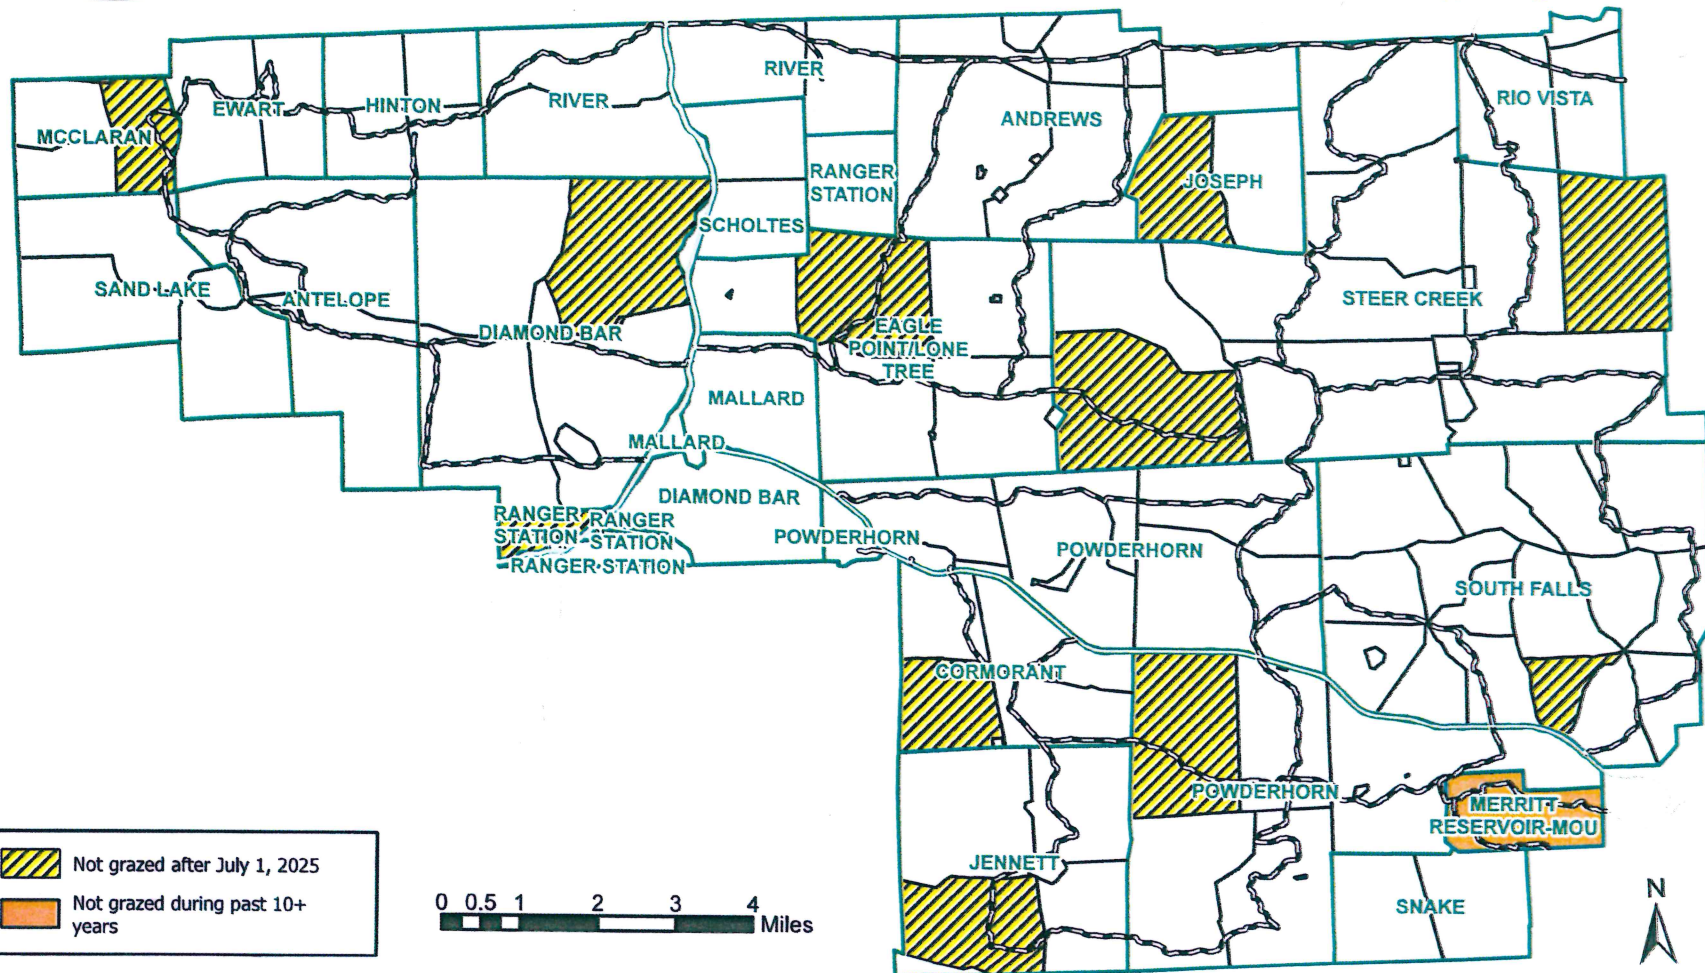 RIVER
RIVER
EWART
HINTON
ANDREWS
RIO VISTA
MCCLARAN
RANGER
STATION
JOSEPH
SCHOLTES
SAND LAKE
ANTELOPE
STEER CREEK
DIAMOND BAR
EAGLE
POINT/LONE
TREE
MALLARD
MALLARD
DIAMOND BAR
RANGER
STATION
RANGER
STATION
RANGER STATION
POWDERHORN
POWDERHORN
SOUTH FALLS
CORMORANT
POWDERHORN
MERRITT
RESERVOIR-MOU
JENNETT
SNAKE
Not grazed after July 1, 2025
Not grazed during past 10+
years
0 0.5 1 2 3 4
Miles
N